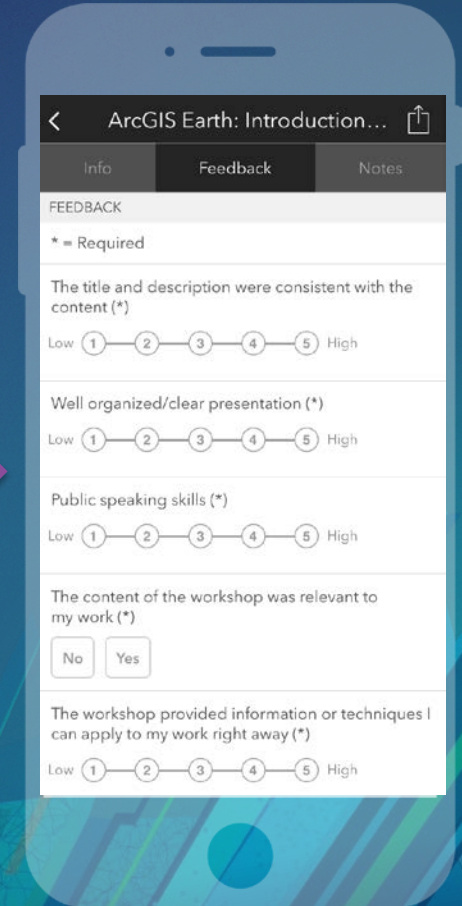 ArcGIS Earth: Introduction...
Info Feedback Notes
FEEDBACK
* = Required
The title and description were consistent with the
content (*)
Low 1 2 3 4 5 High
Well organized/clear presentation (*)
Low 1 2 3 4 5 High
Public speaking skills (*)
Low 1 2 3 4 5 High
The content of the workshop was relevant to
my work (*)
No Yes
The workshop provided information or techniques I
can apply to my work right away (*)
Low 1 2 3 4 5 High